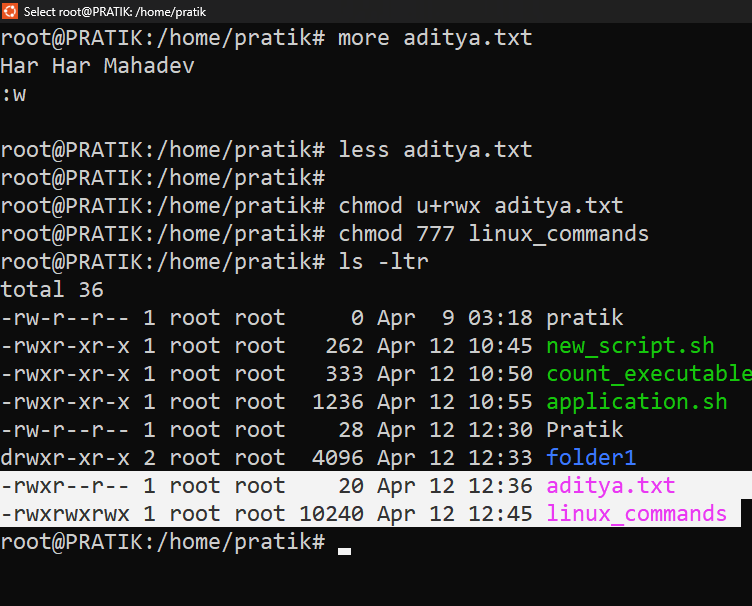 Select root@PRATIK: /home/pratik
root@PRATIK:/home/pratik# more aditya.txt
Har Har Mahadev
:w
root@PRATIK:/home/pratik# less aditya.txt
root@PRATIK:/home/pratik#
root@PRATIK:/home/pratik# chmod u+rwx aditya.txt
root@PRATIK:/home/pratik# chmod 777 linux_commands
root@PRATIK:/home/pratik# ls -ltr
total 36
-rw-r--r-- 1 root root     0 Apr  9 03:18 pratik
-rwxr-xr-x 1 root root   262 Apr 12 10:45 new_script.sh
-rwxr-xr-x 1 root root   333 Apr 12 10:50 count_executable
-rwxr-xr-x 1 root root  1236 Apr 12 10:55 application.sh
-rw-r--r-- 1 root root    28 Apr 12 12:30 Pratik
drwxr-xr-x 2 root root  4096 Apr 12 12:33 folder1
-rwxr--r-- 1 root root    20 Apr 12 12:36 aditya.txt
-rwxrwxrwx 1 root root 10240 Apr 12 12:45 linux_commands
root@PRATIK:/home/pratik#